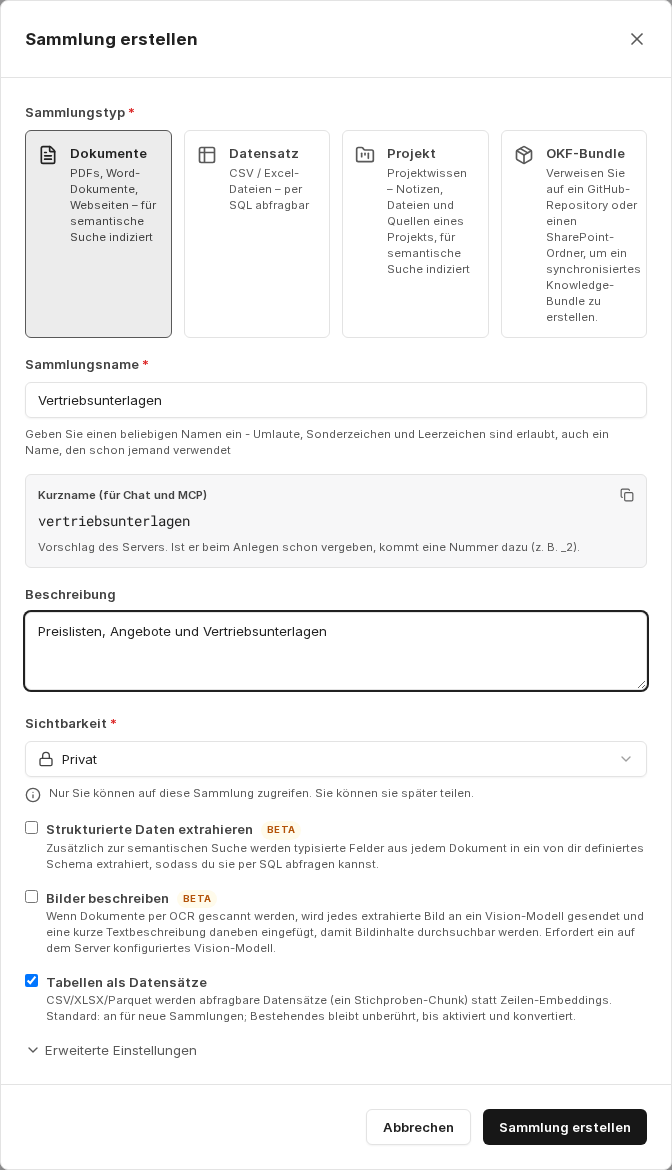 Sammlung erstellen
Sammlungstyp *
Dokumente
PDFs, Word-
Dokumente,
Webseiten – für
semantische
Suche indiziert
Datensatz
CSV / Excel-
Dateien – per
SQL abfragbar
Projekt
Projektwissen
– Notizen,
Dateien und
Quellen eines
Projekts, für
semantische
Suche indiziert
OKF-Bundle
Verweisen Sie
auf ein GitHub-
Repository oder
einen
SharePoint-
Ordner, um ein
synchronisiertes
Knowledge-
Bundle zu
erstellen.
Sammlungsname *
Vertriebsunterlagen
Geben Sie einen beliebigen Namen ein - Umlaute, Sonderzeichen und Leerzeichen sind erlaubt, auch ein
Name, den schon jemand verwendet
Kurzname (für Chat und MCP)
vertriebsunterlagen
Vorschlag des Servers. Ist er beim Anlegen schon vergeben, kommt eine Nummer dazu (z. B. _2).
Beschreibung
Preislisten, Angebote und Vertriebsunterlagen
Sichtbarkeit *
Privat
Nur Sie können auf diese Sammlung zugreifen. Sie können sie später teilen.
Strukturierte Daten extrahieren BETA
Zusätzlich zur semantischen Suche werden typisierte Felder aus jedem Dokument in ein von dir definiertes
Schema extrahiert, sodass du sie per SQL abfragen kannst.
Bilder beschreiben BETA
Wenn Dokumente per OCR gescannt werden, wird jedes extrahierte Bild an ein Vision-Modell gesendet und
eine kurze Textbeschreibung daneben eingefügt, damit Bildinhalte durchsuchbar werden. Erfordert ein auf
dem Server konfiguriertes Vision-Modell.
Tabellen als Datensätze
CSV/XLSX/Parquet werden abfragbare Datensätze (ein Stichproben-Chunk) statt Zeilen-Embeddings.
Standard: an für neue Sammlungen; Bestehendes bleibt unberührt, bis aktiviert und konvertiert.
Erweiterte Einstellungen
Abbrechen
Sammlung erstellen